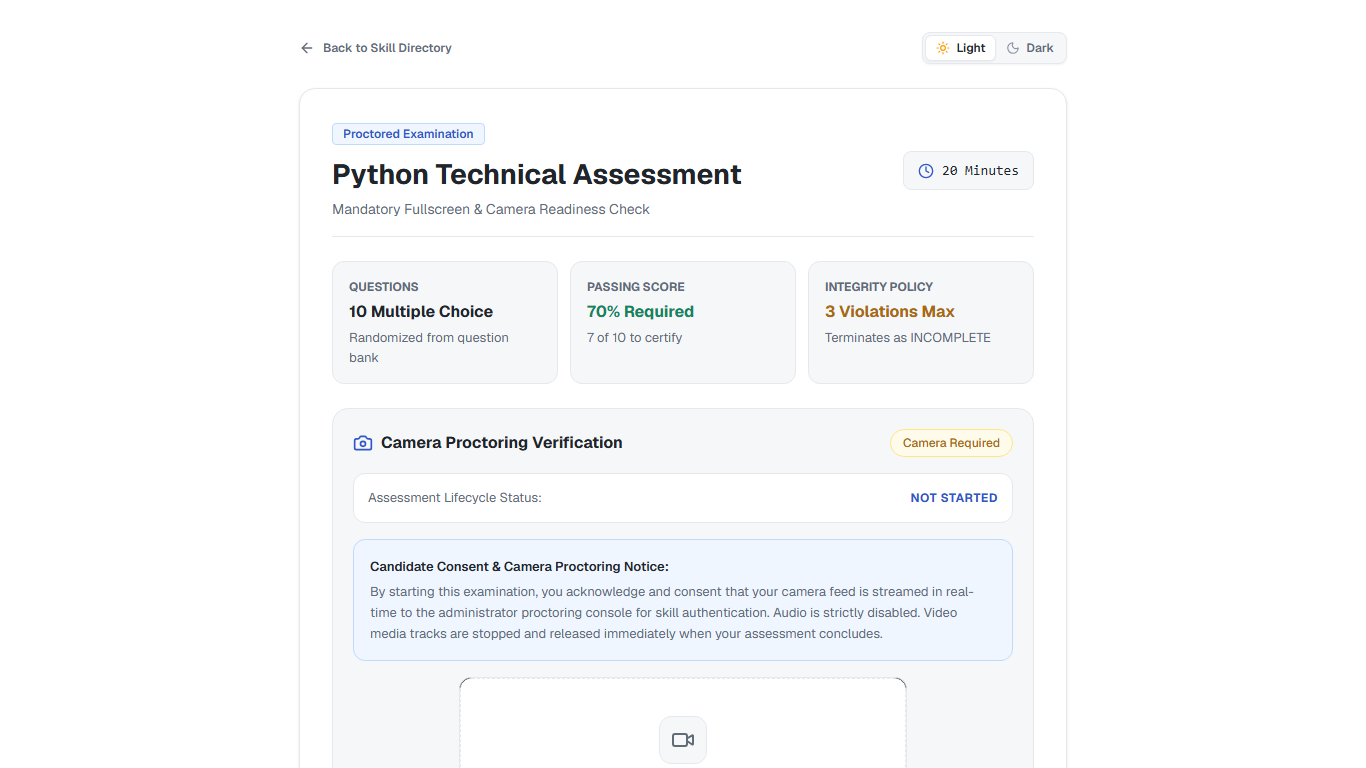 Back to Skill Directory
Light
Dark
Proctored Examination
Python Technical Assessment
20 Minutes
Mandatory Fullscreen & Camera Readiness Check
QUESTIONS
10 Multiple Choice
Randomized from question
bank
PASSING SCORE
70% Required
7 of 10 to certify
INTEGRITY POLICY
3 Violations Max
Terminates as INCOMPLETE
Camera Proctoring Verification
Camera Required
Assessment Lifecycle Status:
NOT STARTED
Candidate Consent & Camera Proctoring Notice:
By starting this examination, you acknowledge and consent that your camera feed is streamed in real-
time to the administrator proctoring console for skill authentication. Audio is strictly disabled. Video
media tracks are stopped and released immediately when your assessment concludes.